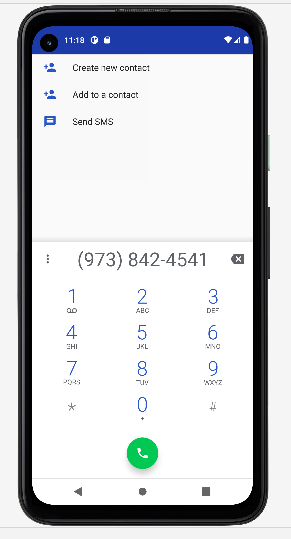 11:18
Create new contact
Add to a contact
Send SMS
(973) 842-4541
1 2 3
ABC DEF
4 5 6
GHI JKL MNO
7 8 9
PQRS TUV WXYZ
* 0 #
+